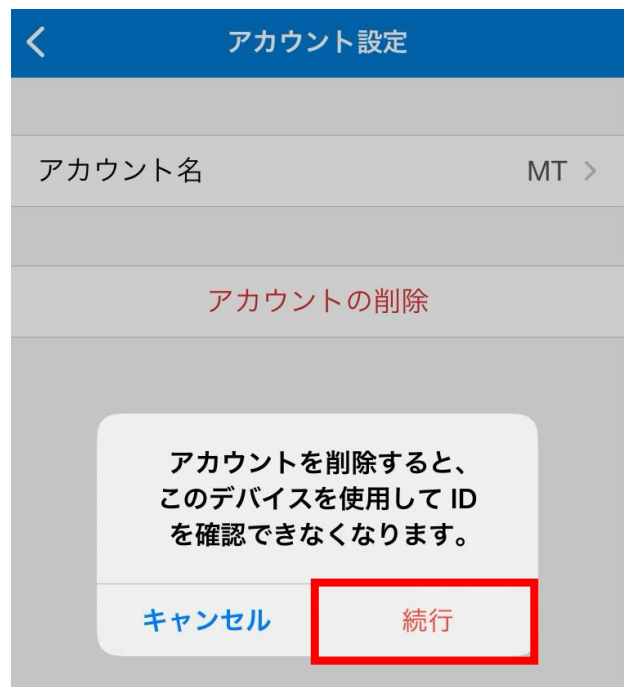 アカウント設定
アカウント名 MT
アカウントの削除
アカウントを削除すると、
このデバイスを使用して ID
を確認できなくなります。
キャンセル 続行